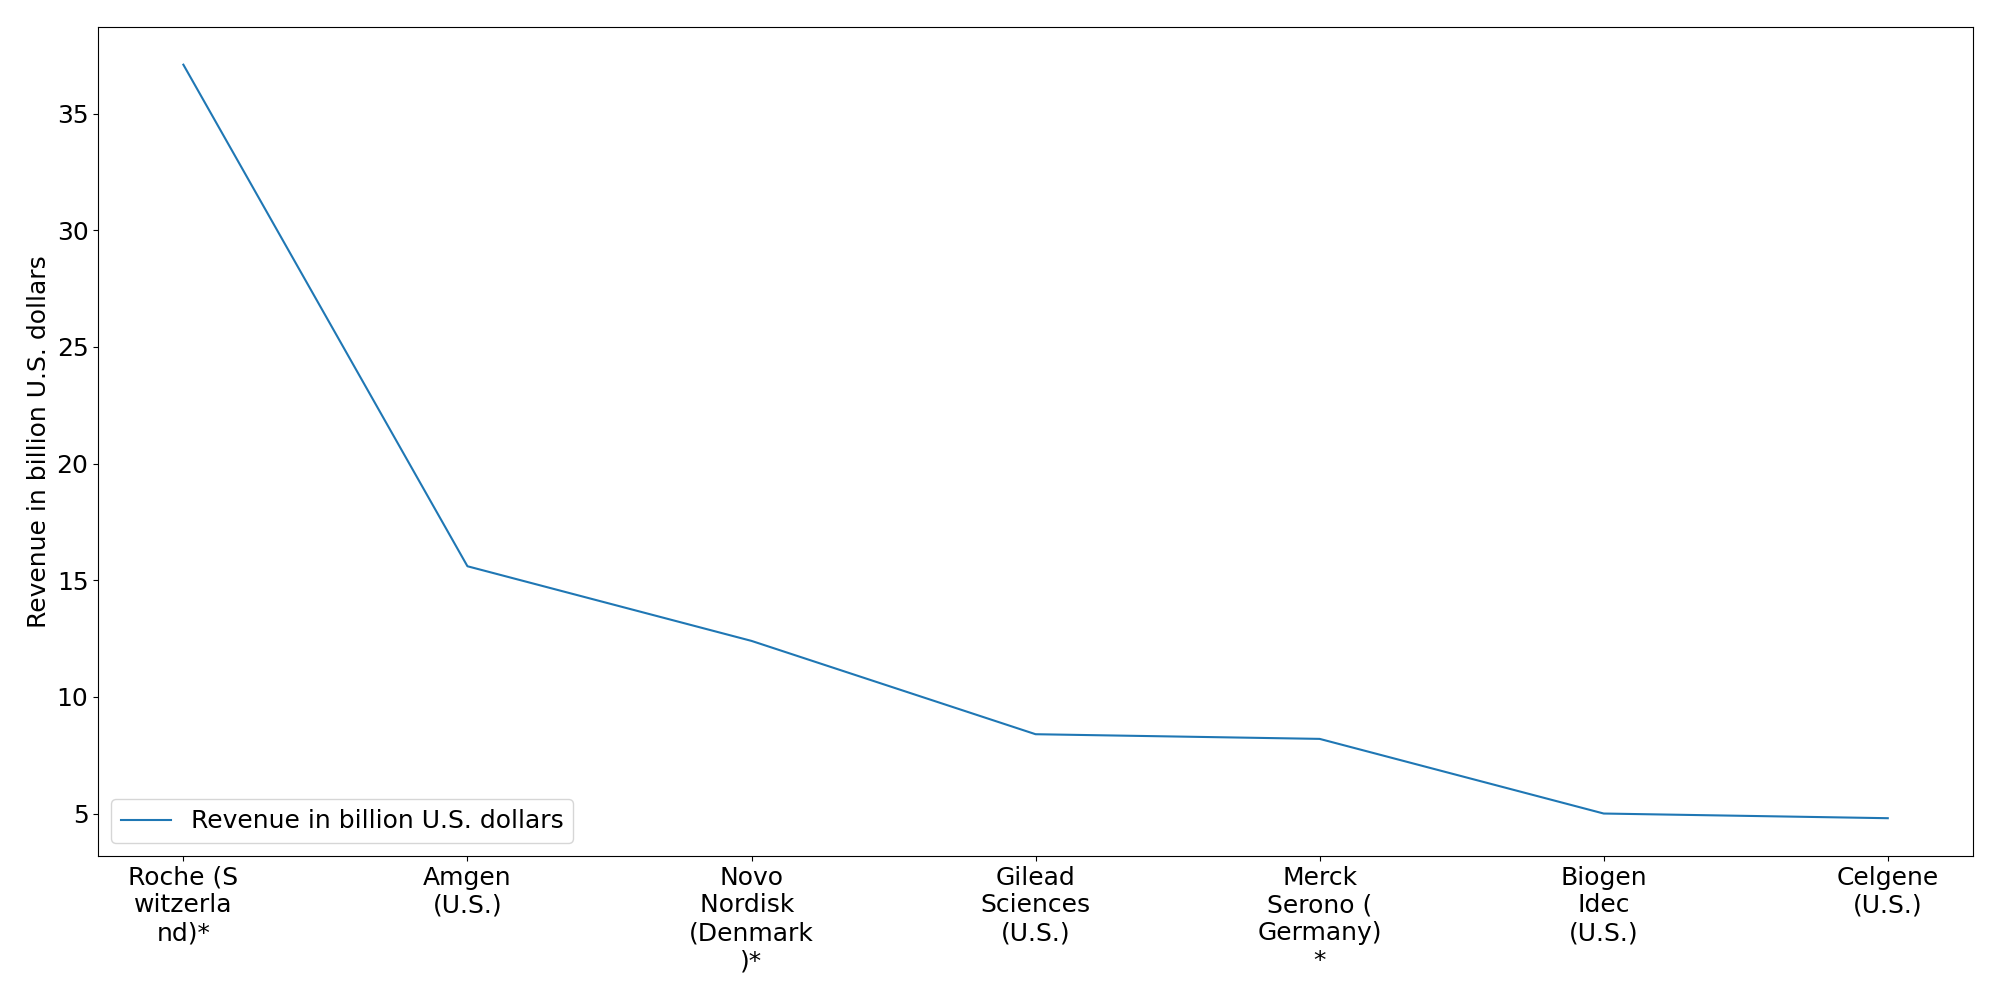 Revenue in billion U.S. dollars
35
30
25
20
15
10
5
Revenue in billion U.S. dollars
Roche (S
witzerla
nd)*
Amgen
(U.S.)
Novo
Nordisk
(Denmark
)*
Gilead
Sciences
(U.S.)
Merck
Serono (
Germany)
*
Biogen
Idec
(U.S.)
Celgene
(U.S.)